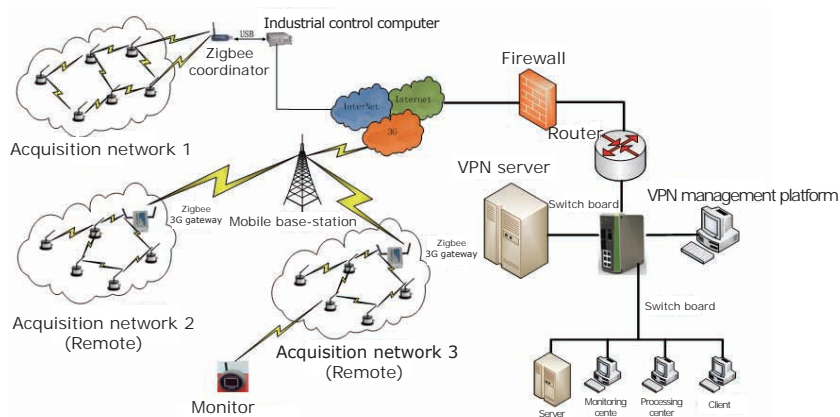 Industrial control computer
USB
Zigbee
coordinator
Firewall
InterNet
Internet
3G
Router
Acquisition network 1
VPN server
Switch board
VPN management platform
Zigbee
3G gateway
Mobile base-station
Zigbee
3G gateway
Switch board
Acquisition network 2
(Remote)
Acquisition network 3
(Remote)
Monitor
Server
Monitoring
cente
Processing
center
Client